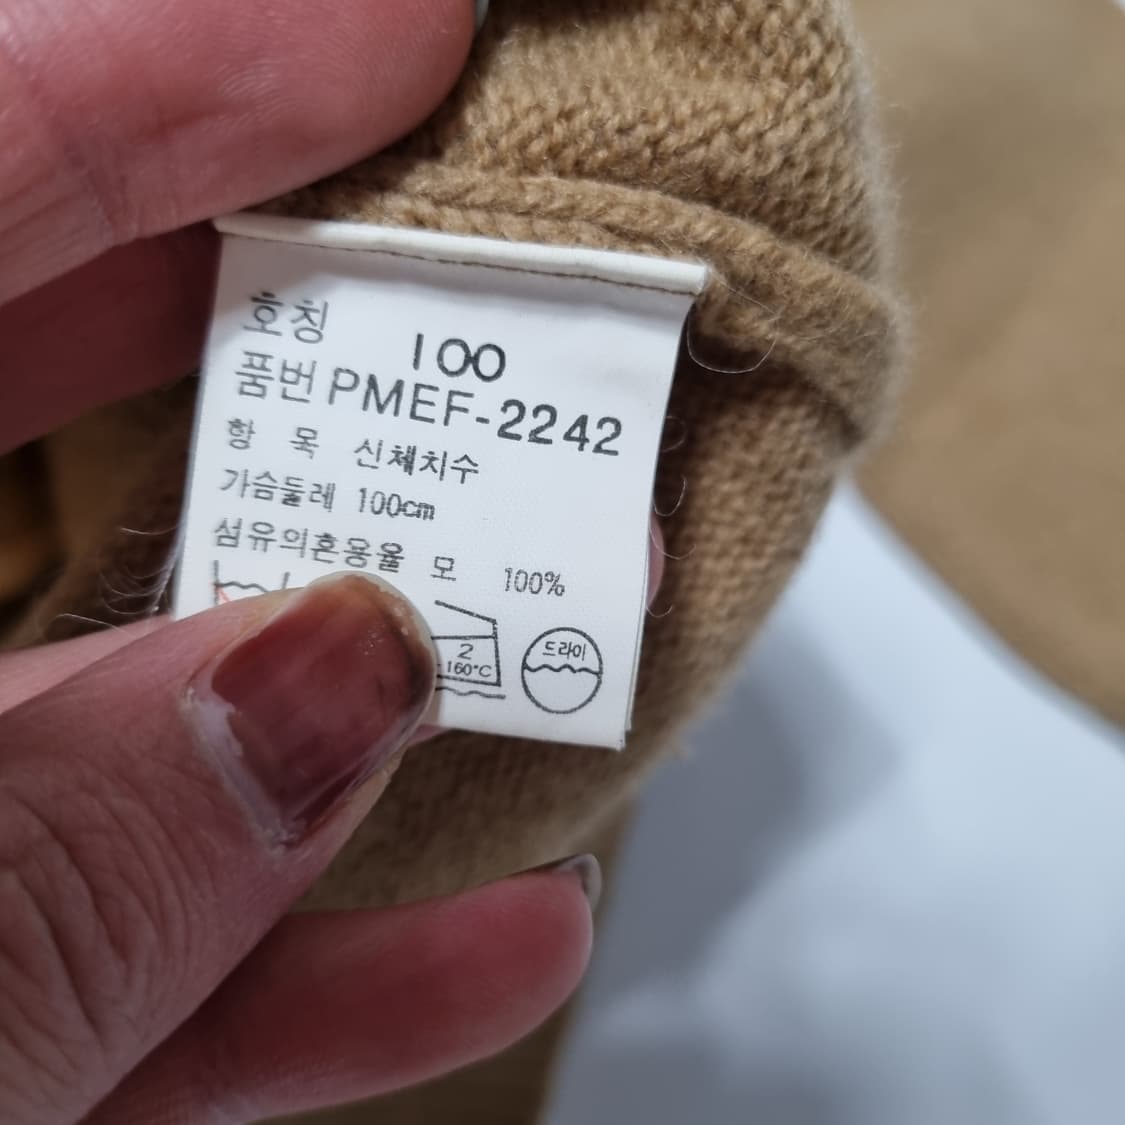 호칭 100
품번 PMEF-2242
항 목 신체치수
가슴둘레 100cm
섬유의혼용율 모 100%
2
160°C
드라이